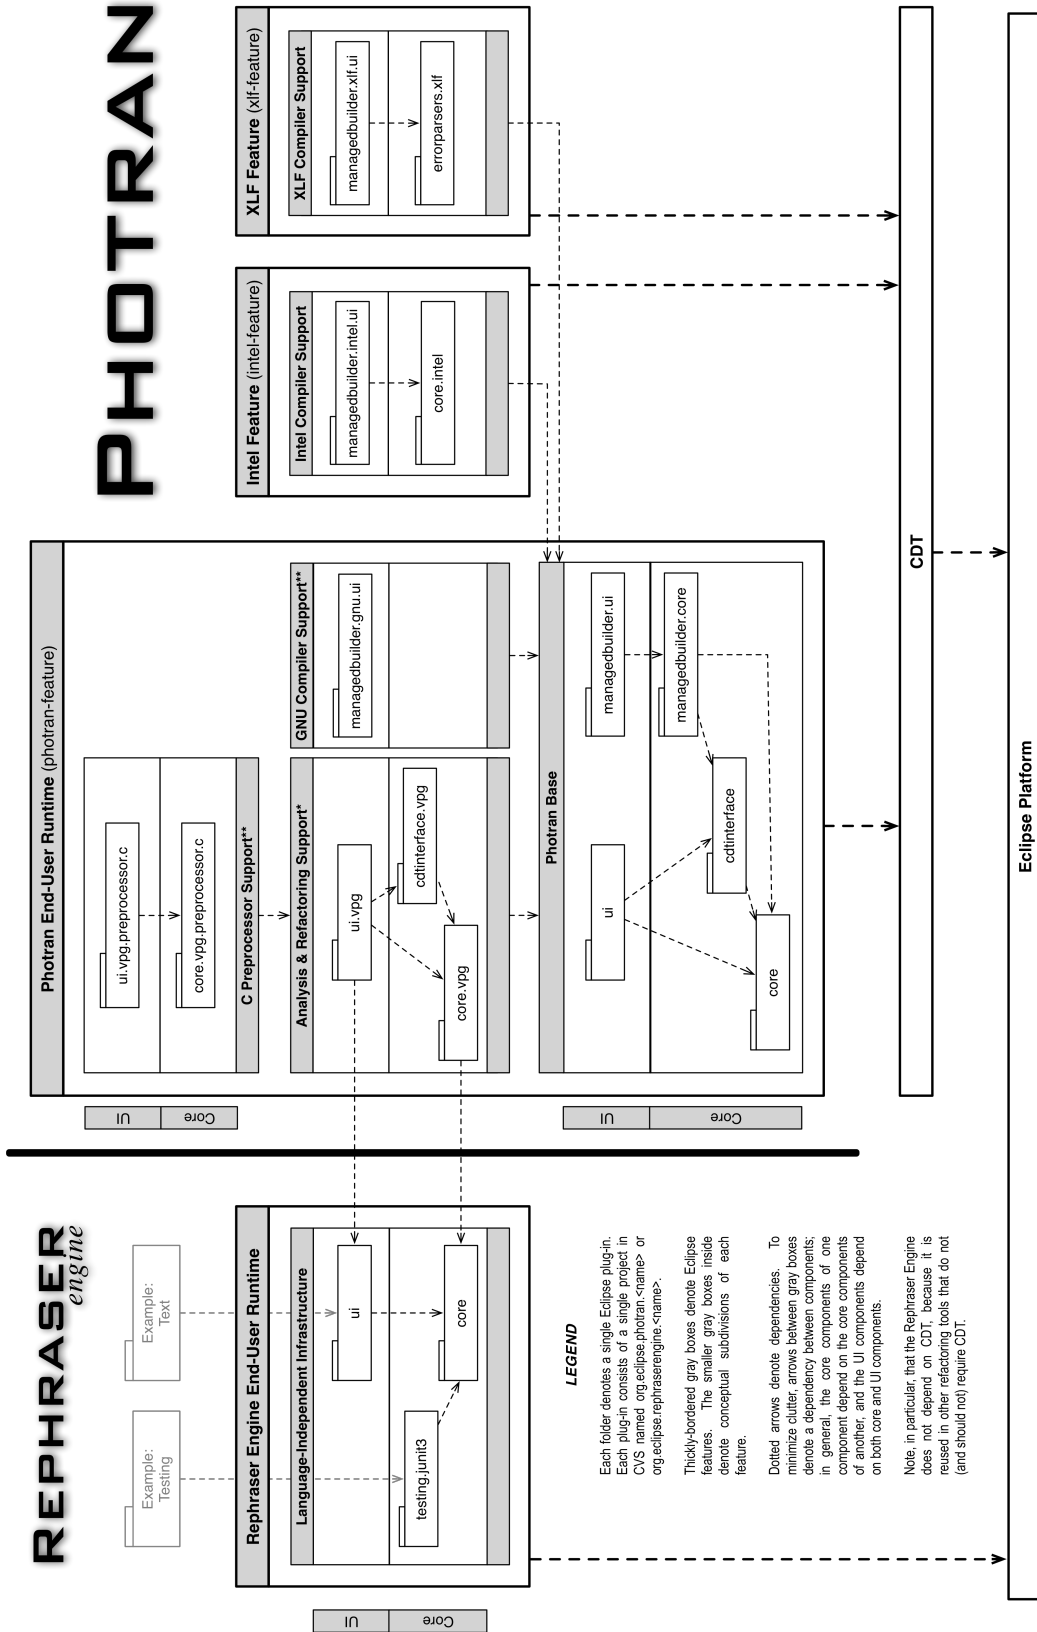 REPHRASER
engine
PHOTRAN
Example:
Testing
Example:
Text
Rephraser Engine End-User Runtime
Language-Independent Infrastructure
UI
Core
ui
testing.junit3
core
Photran End-User Runtime (photran-feature)
UI
Core
ui.vpg.preprocessor.c
core.vpg.preprocessor.c
C Preprocessor Support**
Analysis & Refactoring Support*
ui.vpg
cdtinterface.vpg
core.vpg
GNU Compiler Support**
managedbuilder.gnu.ui
Photran Base
UI
Core
ui
managedbuilder.ui
managedbuilder.core
cdtinterface
core
Intel Feature (intel-feature)
Intel Compiler Support
managedbuilder.intel.ui
core.intel
XLF Feature (xlf-feature)
XLF Compiler Support
managedbuilder.xlf.ui
errorparsers.xlf
LEGEND
Each folder denotes a single Eclipse plug-in.
Each plug-in consists of a single project in
CVS named org.eclipse.photran.<name> or
org.eclipse.rephraserengine.<name>.
Thickly-bordered gray boxes denote Eclipse
features. The smaller gray boxes inside
denote conceptual subdivisions of each
feature.
Dotted arrows denote dependencies. To
minimize clutter, arrows between gray boxes
denote a dependency between components;
in general, the core components of one
component depend on the core components
of another, and the UI components depend
on both core and UI components.
Note, in particular, that the Rephraser Engine
does not depend on CDT, because it is
reused in other refactoring tools that do not
(and should not) require CDT.
CDT
Eclipse Platform